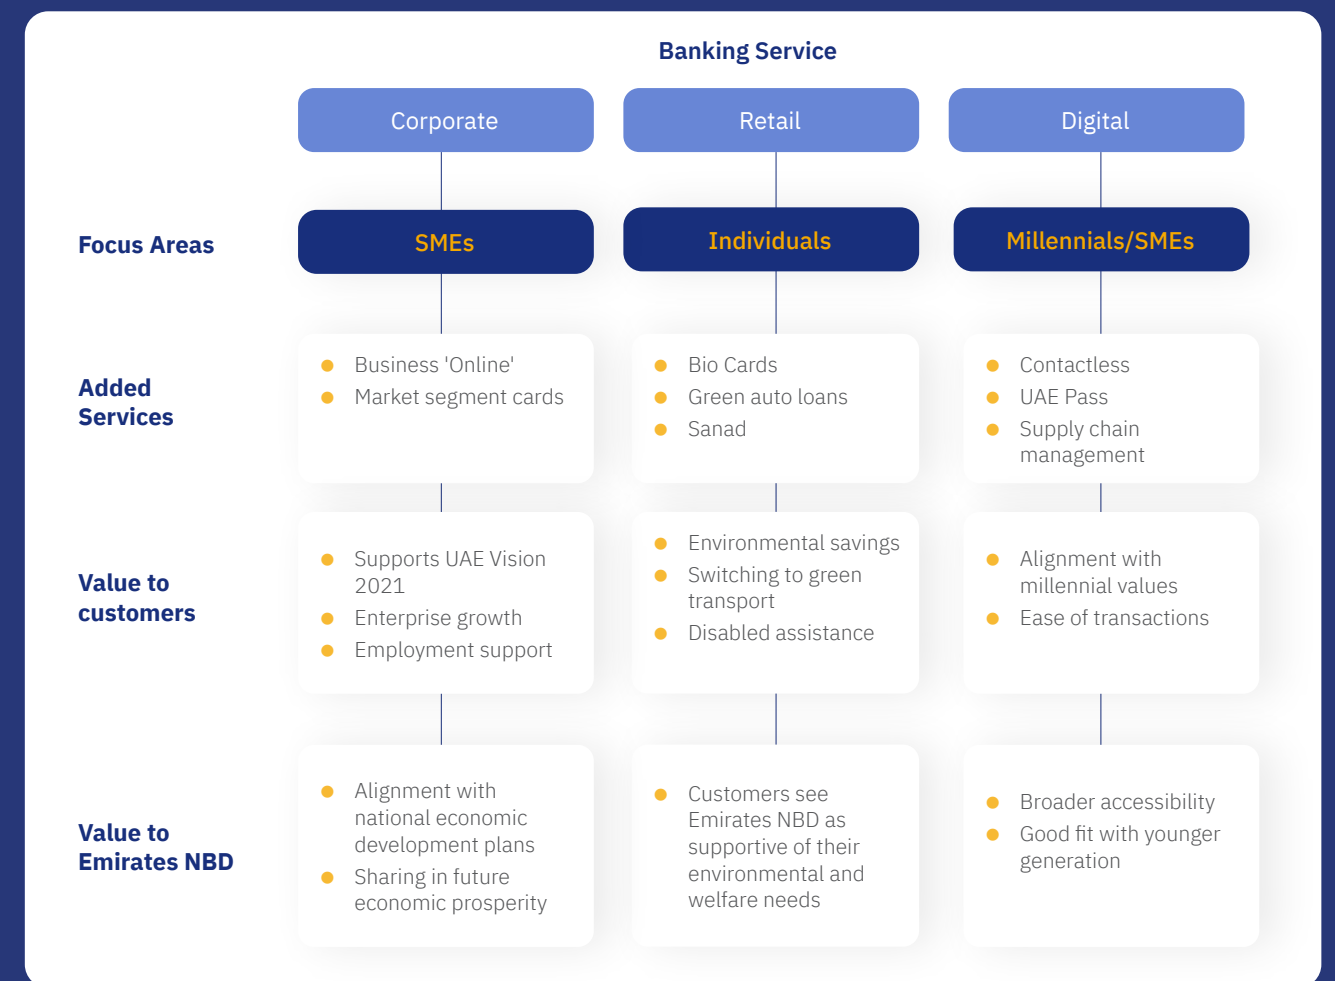 Banking Service
Corporate
Retail
Digital
Focus Areas
SMEs
Individuals
Millennials/SMEs
Added
Services
Business 'Online'
Market segment cards
Bio Cards
Green auto loans
Sanad
Contactless
UAE Pass
Supply chain
management
Value to
customers
Supports UAE Vision
2021
Enterprise growth
Employment support
Environmental savings
Switching to green
transport
Disabled assistance
Alignment with
millennial values
Ease of transactions
Value to
Emirates NBD
Alignment with
national economic
development plans
Sharing in future
economic prosperity
Customers see
Emirates NBD as
supportive of their
environmental and
welfare needs
Broader accessibility
Good fit with younger
generation